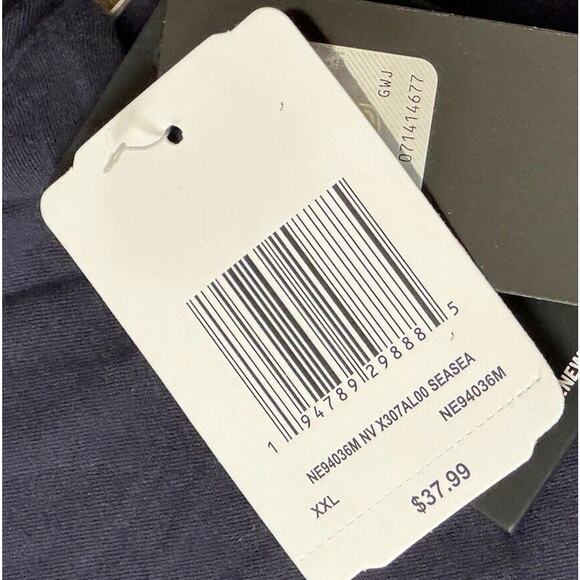 GWJ
071414677
1 94789 29888 5
NE94036M NV X307AL00 SEASEA
NE94036M
XXL
$37.99